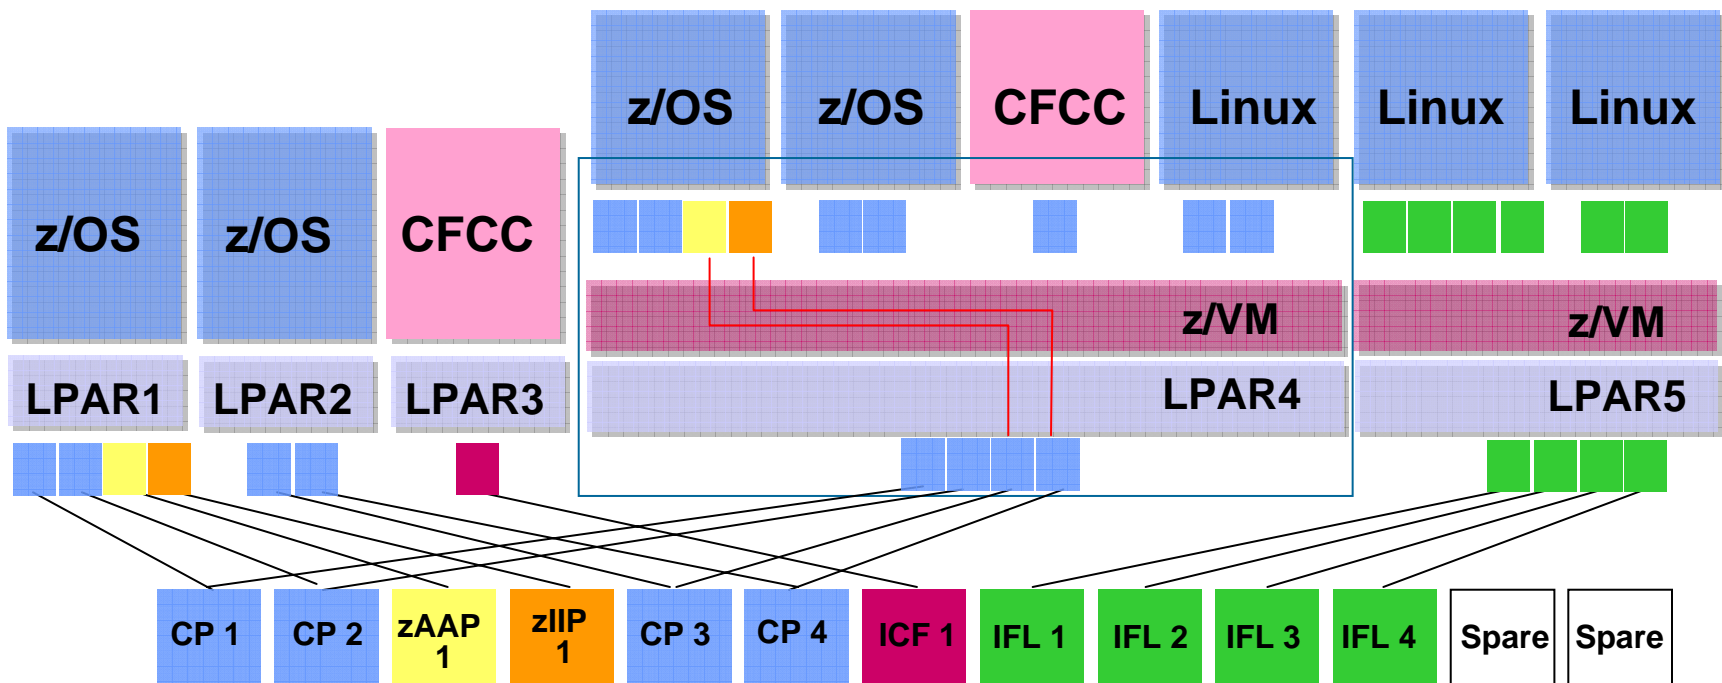 z/OS
z/OS
CFCC
Linux
Linux
Linux
z/OS
z/OS
CFCC
z/VM
z/VM
LPAR1
LPAR2
LPAR3
LPAR4
LPAR5
CP 1
CP 2
zAAP
1
zIIP
1
CP 3
CP 4
ICF 1
IFL 1
IFL 2
IFL 3
IFL 4
Spare
Spare